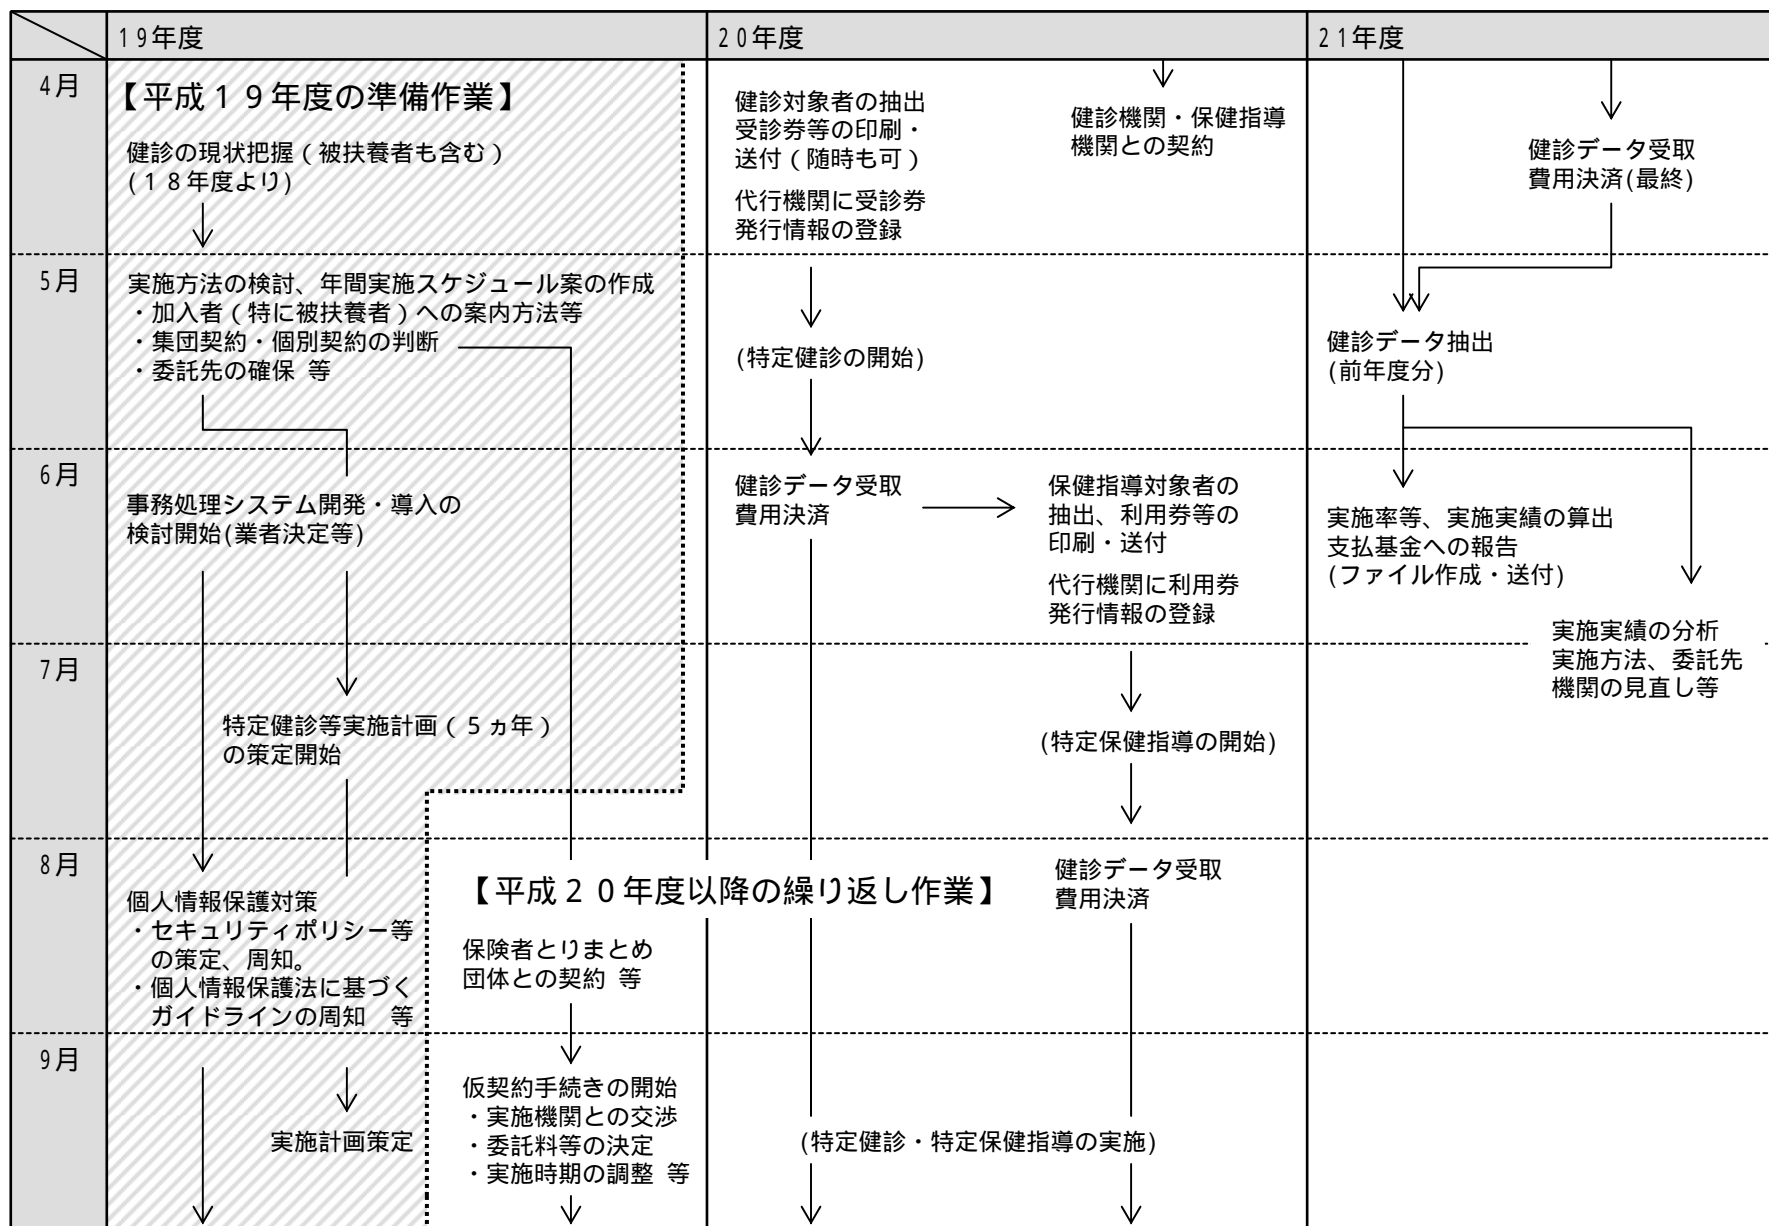 19年度
20年度
21年度
4月
【平成19年度の準備作業】
健診の現状把握(被扶養者も含む)
(18年度より)
健診対象者の抽出
受診券等の印刷・
送付(随時も可)
代行機関に受診券
発行情報の登録
健診機関・保健指導
機関との契約
健診データ受取
費用決済(最終)
5月
実施方法の検討、年間実施スケジュール案の作成
・加入者(特に被扶養者)への案内方法等
・集団契約・個別契約の判断
・委託先の確保 等
(特定健診の開始)
健診データ抽出
(前年度分)
6月
事務処理システム開発・導入の
検討開始(業者決定等)
健診データ受取
費用決済
保健指導対象者の
抽出、利用券等の
印刷・送付
代行機関に利用券
発行情報の登録
実施率等、実施実績の算出
支払基金への報告
(ファイル作成・送付)
実施実績の分析
実施方法、委託先
機関の見直し等
7月
特定健診等実施計画(5ヵ年)
の策定開始
(特定保健指導の開始)
8月
個人情報保護対策
・セキュリティポリシー等
の策定、周知。
・個人情報保護法に基づく
ガイドラインの周知 等
【平成20年度以降の繰り返し作業】
保険者とりまとめ
団体との契約 等
健診データ受取
費用決済
9月
実施計画策定
仮契約手続きの開始
・実施機関との交渉
・委託料等の決定
・実施時期の調整 等
(特定健診・特定保健指導の実施)